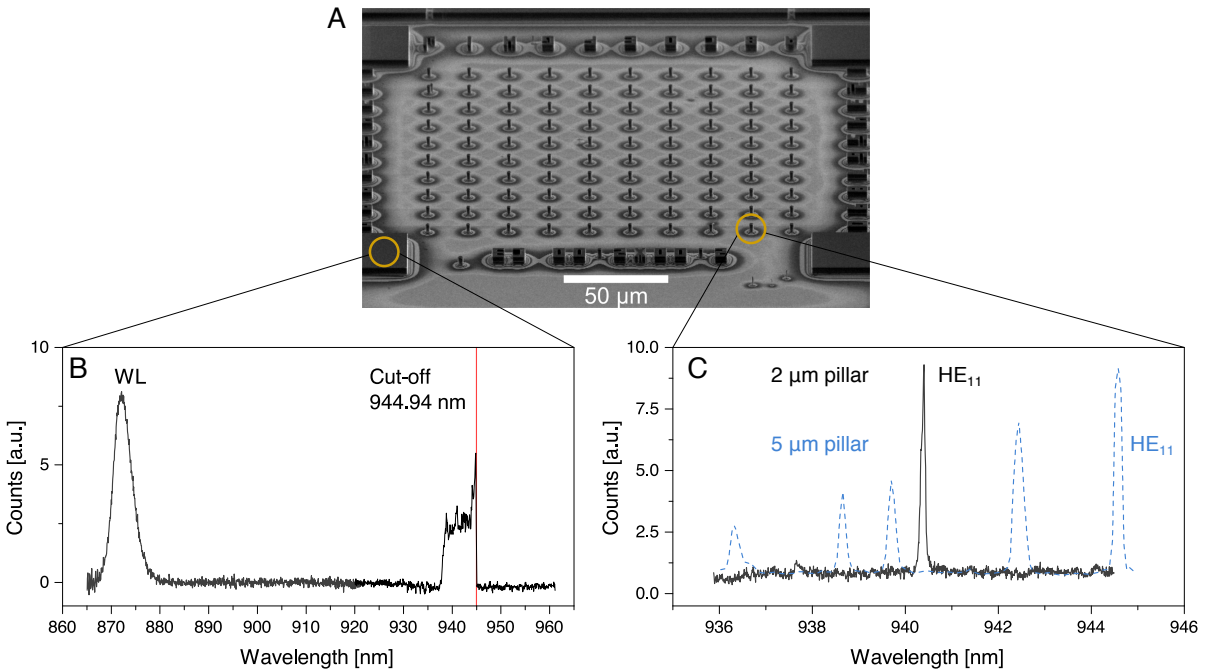 A
50 µm
B
WL
Cut-off
944.94 nm
10
5
0
Counts [a.u.]
860 870 880 890 900 910 920 930 940 950 960
Wavelength [nm]
C
2 µm pillar
HE11
5 µm pillar
HE11
10.0
7.5
5.0
2.5
0.0
Counts [a.u.]
936 938 940 942 944 946
Wavelength [nm]